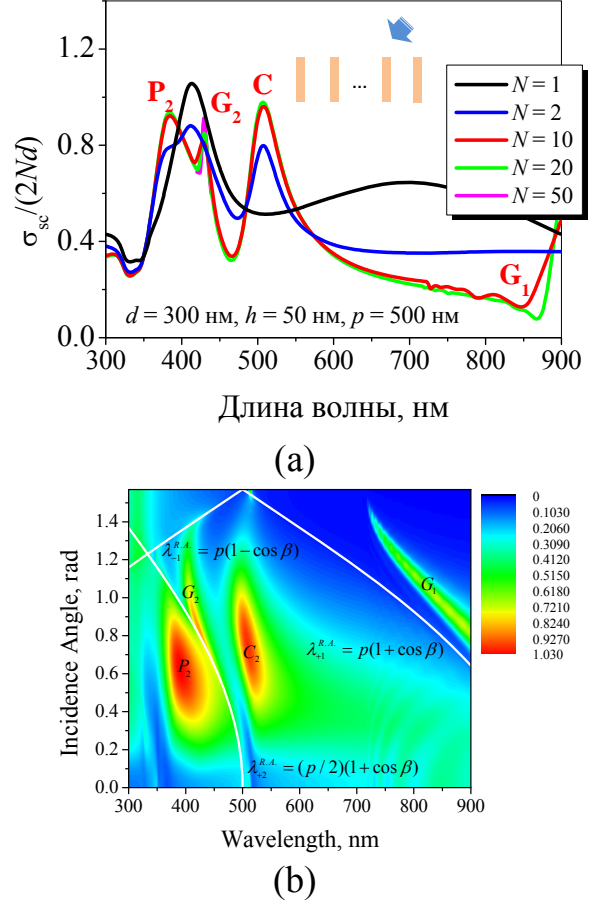 P₂
G₂
C
...
N = 1
N = 2
N = 10
N = 20
N = 50
G₁
d = 300 нм, h = 50 нм, p = 500 нм
σ_sc/(2Nd)
1.2
0.8
0.4
0.0
300 400 500 600 700 800 900
Длина волны, нм
(a)
Incidence Angle, rad
1.4
1.2
1.0
0.8
0.6
0.4
0.2
0.0
λ₋₁^{R.A.} = p(1−cos β)
G₂
G₁
P₂
C₂
λ₊₁^{R.A.} = p(1+cos β)
λ₊₂^{R.A.} = (p/2)(1+cos β)
300 400 500 600 700 800 900
Wavelength, nm
0
0.1030
0.2060
0.3090
0.4120
0.5150
0.6180
0.7210
0.8240
0.9270
1.030
(b)